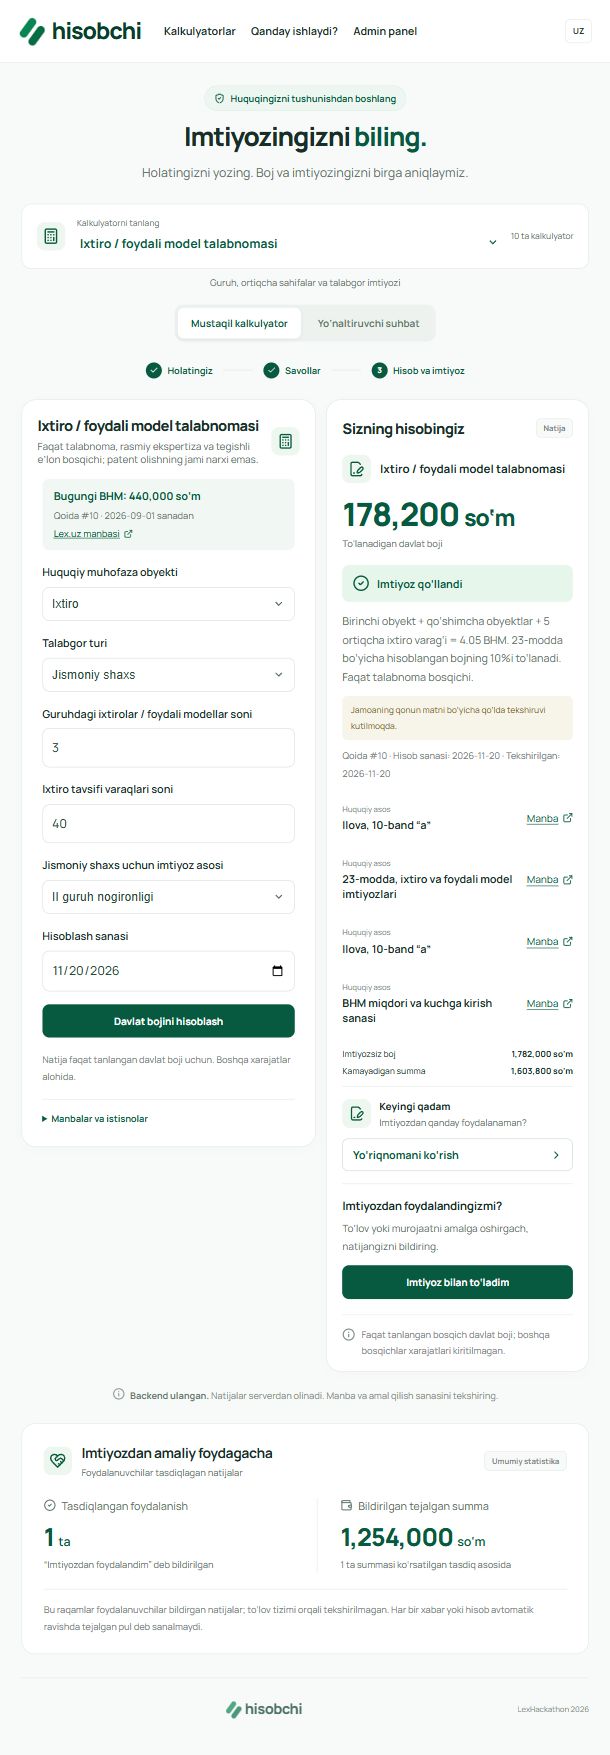 hisobchi
Kalkulyatorlar Qanday ishlaydi? Admin panel
UZ
Huquqingizni tushunishdan boshlang
Imtiyozingizni biling.
Holatingizni yozing. Boj va imtiyozingizni birga aniqlaymiz.
Kalkulyatorni tanlang
Ixtiro / foydali model talabnomasi
10 ta kalkulyator
Guruh, ortiqcha sahifalar va talabgor imtiyozi
Mustaqil kalkulyator
Yo‘naltiruvchi suhbat
Holatingiz
Savollar
3 Hisob va imtiyoz
Ixtiro / foydali model talabnomasi
Faqat talabnoma, rasmiy ekspertiza va tegishli
e’lon bosqichi; patent olishning jami narxi emas.
Bugungi BHM: 440,000 so‘m
Qoida #10 · 2026-09-01 sanadan
Lex.uz manbasi
Huquqiy muhofaza obyekti
Ixtiro
Talabgor turi
Jismoniy shaxs
Guruhdagi ixtirolar / foydali modellar soni
3
Ixtiro tavsifi varaqlari soni
40
Jismoniy shaxs uchun imtiyoz asosi
II guruh nogironligi
Hisoblash sanasi
11/20/2026
Davlat bojini hisoblash
Natija faqat tanlangan davlat boji uchun. Boshqa xarajatlar
alohida.
Manbalar va istisnolar
Sizning hisobingiz
Natija
Ixtiro / foydali model talabnomasi
178,200 so‘m
To‘lanadigan davlat boji
Imtiyoz qo‘llandi
Birinchi obyekt + qo‘shimcha obyektlar + 5
ortiqcha ixtiro varag‘i = 4.05 BHM. 23-modda
bo‘yicha hisoblangan bojning 10%i to‘lanadi.
Faqat talabnoma bosqichi.
Jamoaning qonun matni bo‘yicha qo‘lda tekshiruvi
kutilmoqda.
Qoida #10 · Hisob sanasi: 2026-11-20 · Tekshirilgan:
2026-11-20
Huquqiy asos
Ilova, 10-band “a”
Manba
Huquqiy asos
23-modda, ixtiro va foydali model
imtiyozlari
Manba
Huquqiy asos
Ilova, 10-band “a”
Manba
Huquqiy asos
BHM miqdori va kuchga kirish
sanasi
Manba
Imtiyozsiz boj 1,782,000 so‘m
Kamayadigan summa 1,603,800 so‘m
Keyingi qadam
Imtiyozdan qanday foydalanaman?
Yo‘riqnomani ko‘rish
Imtiyozdan foydalandingizmi?
To‘lov yoki murojaatni amalga oshirgach,
natijangizni bildiring.
Imtiyoz bilan to‘ladim
Faqat tanlangan bosqich davlat boji; boshqa
bosqichlar xarajatlari kiritilmagan.
Backend ulangan. Natijalar serverdan olinadi. Manba va amal qilish sanasini tekshiring.
Imtiyozdan amaliy foydagacha
Foydalanuvchilar tasdiqlagan natijalar
Umumiy statistika
Tasdiqlangan foydalanish
1 ta
“Imtiyozdan foydalandim” deb bildirilgan
Bildirilgan tejalgan summa
1,254,000 so‘m
1 ta summasi ko‘rsatilgan tasdiq asosida
Bu raqamlar foydalanuvchilar bildirgan natijalar; to‘lov tizimi orqali tekshirilmagan. Har bir xabar yoki hisob avtomatik
ravishda tejalgan pul deb sanalmaydi.
hisobchi
LexHackathon 2026